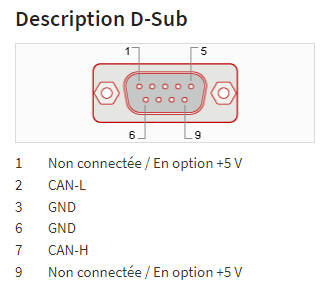 Description D-Sub
1 5
6 9
1 Non connectée / En option +5 V
2 CAN-L
3 GND
6 GND
7 CAN-H
9 Non connectée / En option +5 V